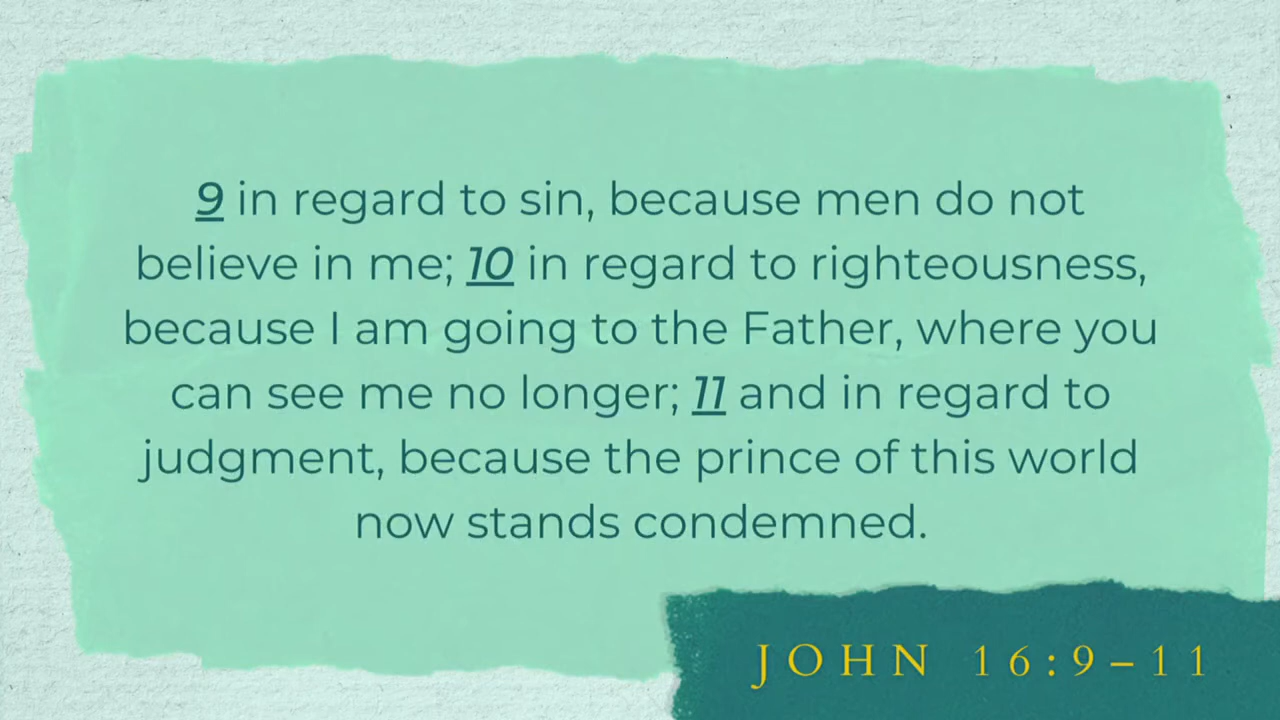 9 in regard to sin, because men do not
believe in me; 10 in regard to righteousness,
because I am going to the Father, where you
can see me no longer; 11 and in regard to
judgment, because the prince of this world
now stands condemned.
JOHN 16:9–11